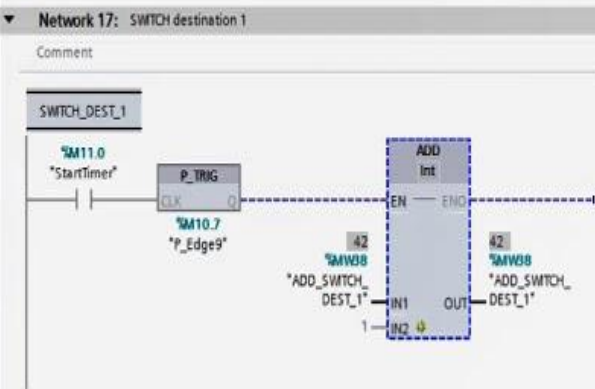 Network 17: SWITCH destination 1
Comment
SWITCH_DEST_1
%M11.0
"StartTimer"
P_TRIG
CLK Q
%M10.7
"P_Edge9"
ADD
Int
EN ENO
42
%MW38
"ADD_SWITCH_
DEST_1"
IN1
1
IN2
OUT
42
%MW38
"ADD_SWITCH_
DEST_1"